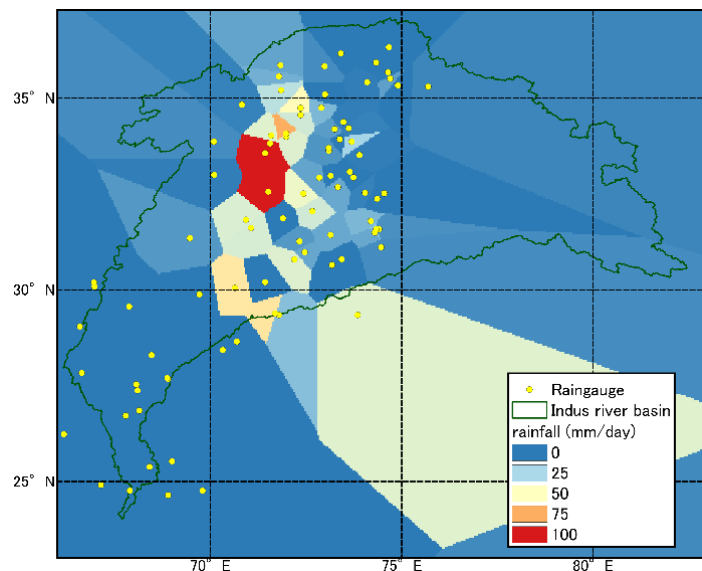 35° N
30° N
25° N
Raingauge
Indus river basin
rainfall (mm/day)
0
25
50
75
100
70° E
75° E
80° E